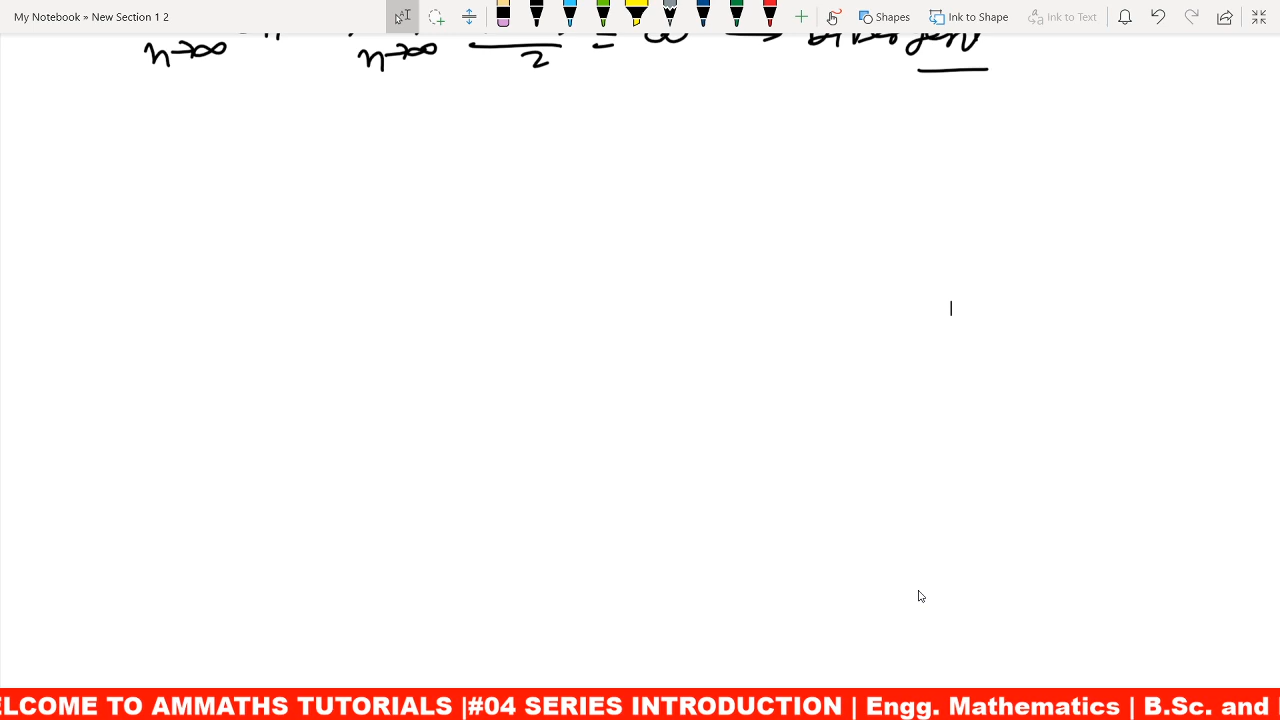 My Notebook » New Section 1 2
Shapes
Ink to Shape
Ink to Text
n→∞ n→∞ 2 = ∞ →
ELCOME TO AMMATHS TUTORIALS |#04 SERIES INTRODUCTION | Engg. Mathematics | B.Sc. and